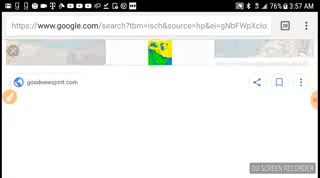 76% 3:57 AM
https://www.google.com/search?tbm=isch&source=hp&ei=gNbFWpXclo
goodnewspirit.com
DU SCREEN RECORDER